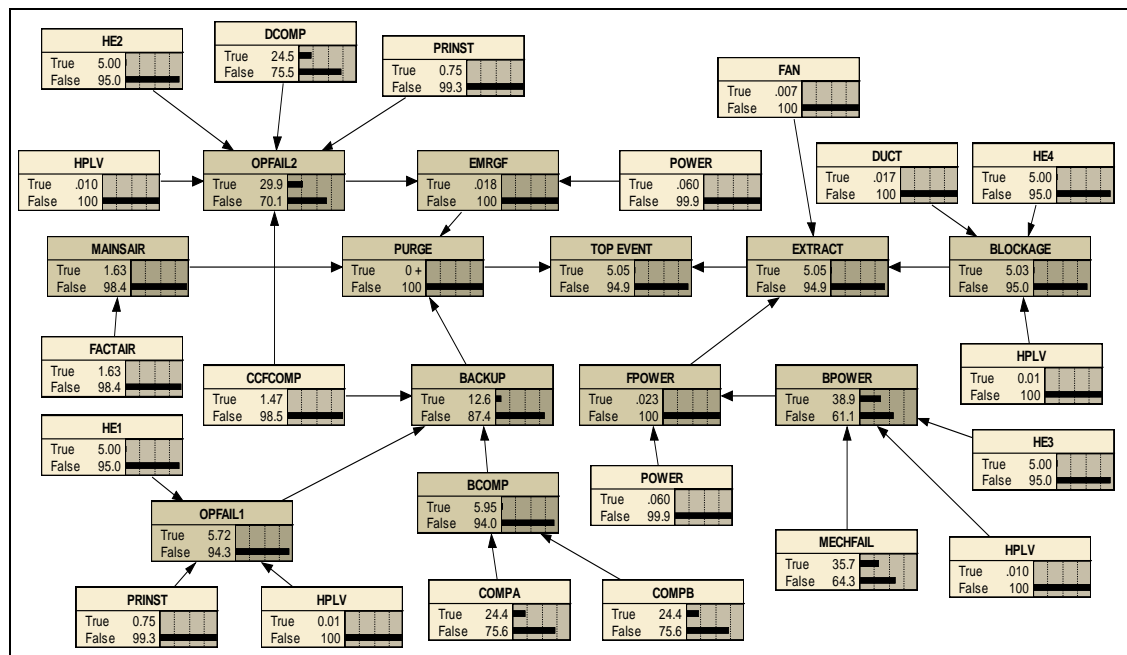 HE2
True 5.00
False 95.0
DCOMP
True 24.5
False 75.5
PRINST
True 0.75
False 99.3
FAN
True .007
False 100
HPLV
True .010
False 100
OPFAIL2
True 29.9
False 70.1
EMRGF
True .018
False 100
POWER
True .060
False 99.9
DUCT
True .017
False 100
HE4
True 5.00
False 95.0
MAINSAIR
True 1.63
False 98.4
PURGE
True 0 +
False 100
TOP EVENT
True 5.05
False 94.9
EXTRACT
True 5.05
False 94.9
BLOCKAGE
True 5.03
False 95.0
FACTAIR
True 1.63
False 98.4
CCFCOMP
True 1.47
False 98.5
BACKUP
True 12.6
False 87.4
FPOWER
True .023
False 100
BPOWER
True 38.9
False 61.1
HPLV
True 0.01
False 100
HE1
True 5.00
False 95.0
HE3
True 5.00
False 95.0
BCOMP
True 5.95
False 94.0
POWER
True .060
False 99.9
OPFAIL1
True 5.72
False 94.3
MECHFAIL
True 35.7
False 64.3
HPLV
True .010
False 100
PRINST
True 0.75
False 99.3
HPLV
True 0.01
False 100
COMPA
True 24.4
False 75.6
COMPB
True 24.4
False 75.6